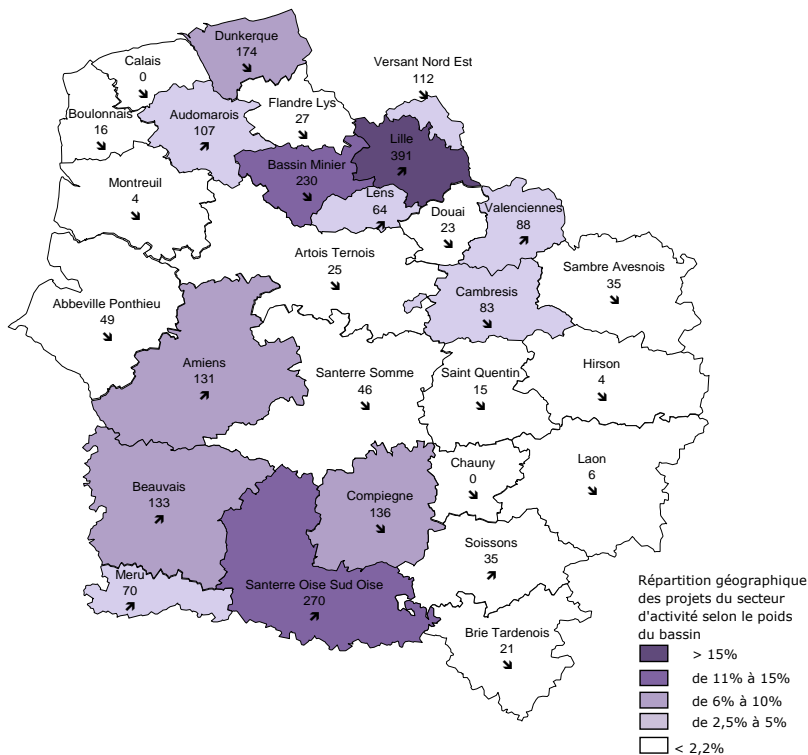 Dunkerque
174
Calais
0
Versant Nord Est
112
Boulonnais
16
Audomarois
107
Flandre Lys
27
Lille
391
Bassin Minier
230
Montreuil
4
Lens
64
Douai
23
Valenciennes
88
Artois Ternois
25
Sambre Avesnois
35
Abbeville Ponthieu
49
Cambresis
83
Amiens
131
Santerre Somme
46
Saint Quentin
15
Hirson
4
Beauvais
133
Compiegne
136
Chauny
0
Laon
6
Soissons
35
Meru
70
Santerre Oise Sud Oise
270
Brie Tardenois
21
Répartition géographique
des projets du secteur
d'activité selon le poids
du bassin
> 15%
de 11% à 15%
de 6% à 10%
de 2,5% à 5%
< 2,2%